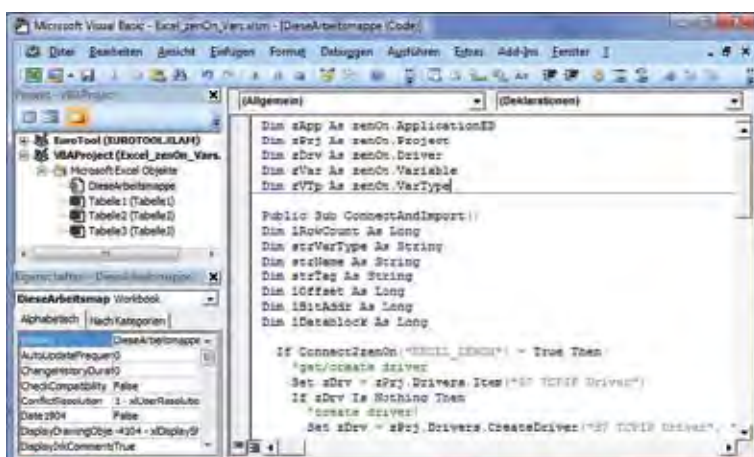 Microsoft Visual Basic - Excel_zenOn_Vars.xlsm - [DieseArbeitsmappe (Code)]
Datei Bearbeiten Ansicht Einfügen Format Debuggen Ausführen Extras Add-Ins Fenster ?
Projekt - VBAProject
EuroTool (EUROTOOL.XLAM)
VBAProject (Excel_zenOn_Vars.
Microsoft Excel Objekte
DieseArbeitsmappe
Tabelle1 (Tabelle1)
Tabelle2 (Tabelle2)
Tabelle3 (Tabelle3)
Eigenschaften - DieseArbeitsmappe
DieseArbeitsmap Workbook
Alphabetisch Nach Kategorien
DieseArbeitsmappe
AutoUpdateFrequen 0
ChangeHistoryDurat 0
CheckCompatibility False
ConflictResolution 1 - xlUserResolutio
Date1904 False
DisplayDrawingObje -4104 - xlDisplaySh
DisplayInkComments True
(Allgemein) (Deklarationen)
Dim zApp As zenOn.ApplicationED
Dim zPrj As zenOn.Project
Dim zDrv As zenOn.Driver
Dim zVar As zenOn.Variable
Dim zVTp As zenOn.VarType
Public Sub ConnectAndImport()
Dim lRowCount As Long
Dim strVarType As String
Dim strName As String
Dim strTag As String
Dim lOffset As Long
Dim lBitAddr As Long
Dim lDatablock As Long
If Connect2zenOn("EXCEL_DEMO") = True Then
'get/create driver
Set zDrv = zPrj.Drivers.Item("S7 TCPIP Driver")
If zDrv Is Nothing Then
'create driver
Set zDrv = zPrj.Drivers.CreateDriver("S7 TCPIP Driver", "